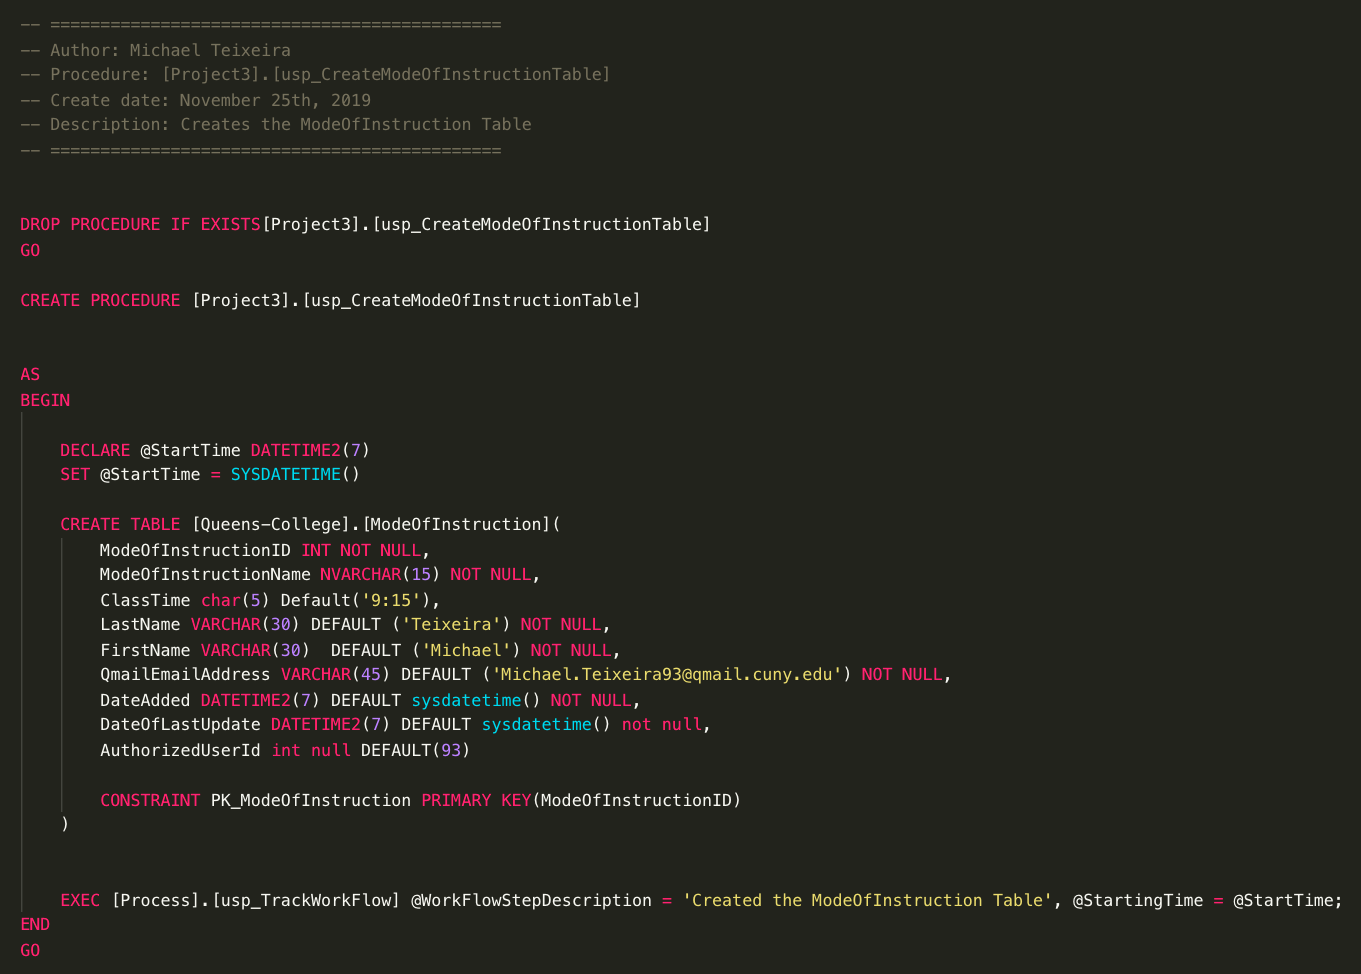 -- =============================================
-- Author: Michael Teixeira
-- Procedure: [Project3].[usp_CreateModeOfInstructionTable]
-- Create date: November 25th, 2019
-- Description: Creates the ModeOfInstruction Table
-- =============================================
DROP PROCEDURE IF EXISTS[Project3].[usp_CreateModeOfInstructionTable]
GO
CREATE PROCEDURE [Project3].[usp_CreateModeOfInstructionTable]
AS
BEGIN
DECLARE @StartTime DATETIME2(7)
SET @StartTime = SYSDATETIME()
CREATE TABLE [Queens-College].[ModeOfInstruction](
ModeOfInstructionID INT NOT NULL,
ModeOfInstructionName NVARCHAR(15) NOT NULL,
ClassTime char(5) Default('9:15'),
LastName VARCHAR(30) DEFAULT ('Teixeira') NOT NULL,
FirstName VARCHAR(30)  DEFAULT ('Michael') NOT NULL,
QmailEmailAddress VARCHAR(45) DEFAULT ('Michael.Teixeira93@qmail.cuny.edu') NOT NULL,
DateAdded DATETIME2(7) DEFAULT sysdatetime() NOT NULL,
DateOfLastUpdate DATETIME2(7) DEFAULT sysdatetime() not null,
AuthorizedUserId int null DEFAULT(93)
CONSTRAINT PK_ModeOfInstruction PRIMARY KEY(ModeOfInstructionID)
)
EXEC [Process].[usp_TrackWorkFlow] @WorkFlowStepDescription = 'Created the ModeOfInstruction Table', @StartingTime = @StartTime;
END
GO